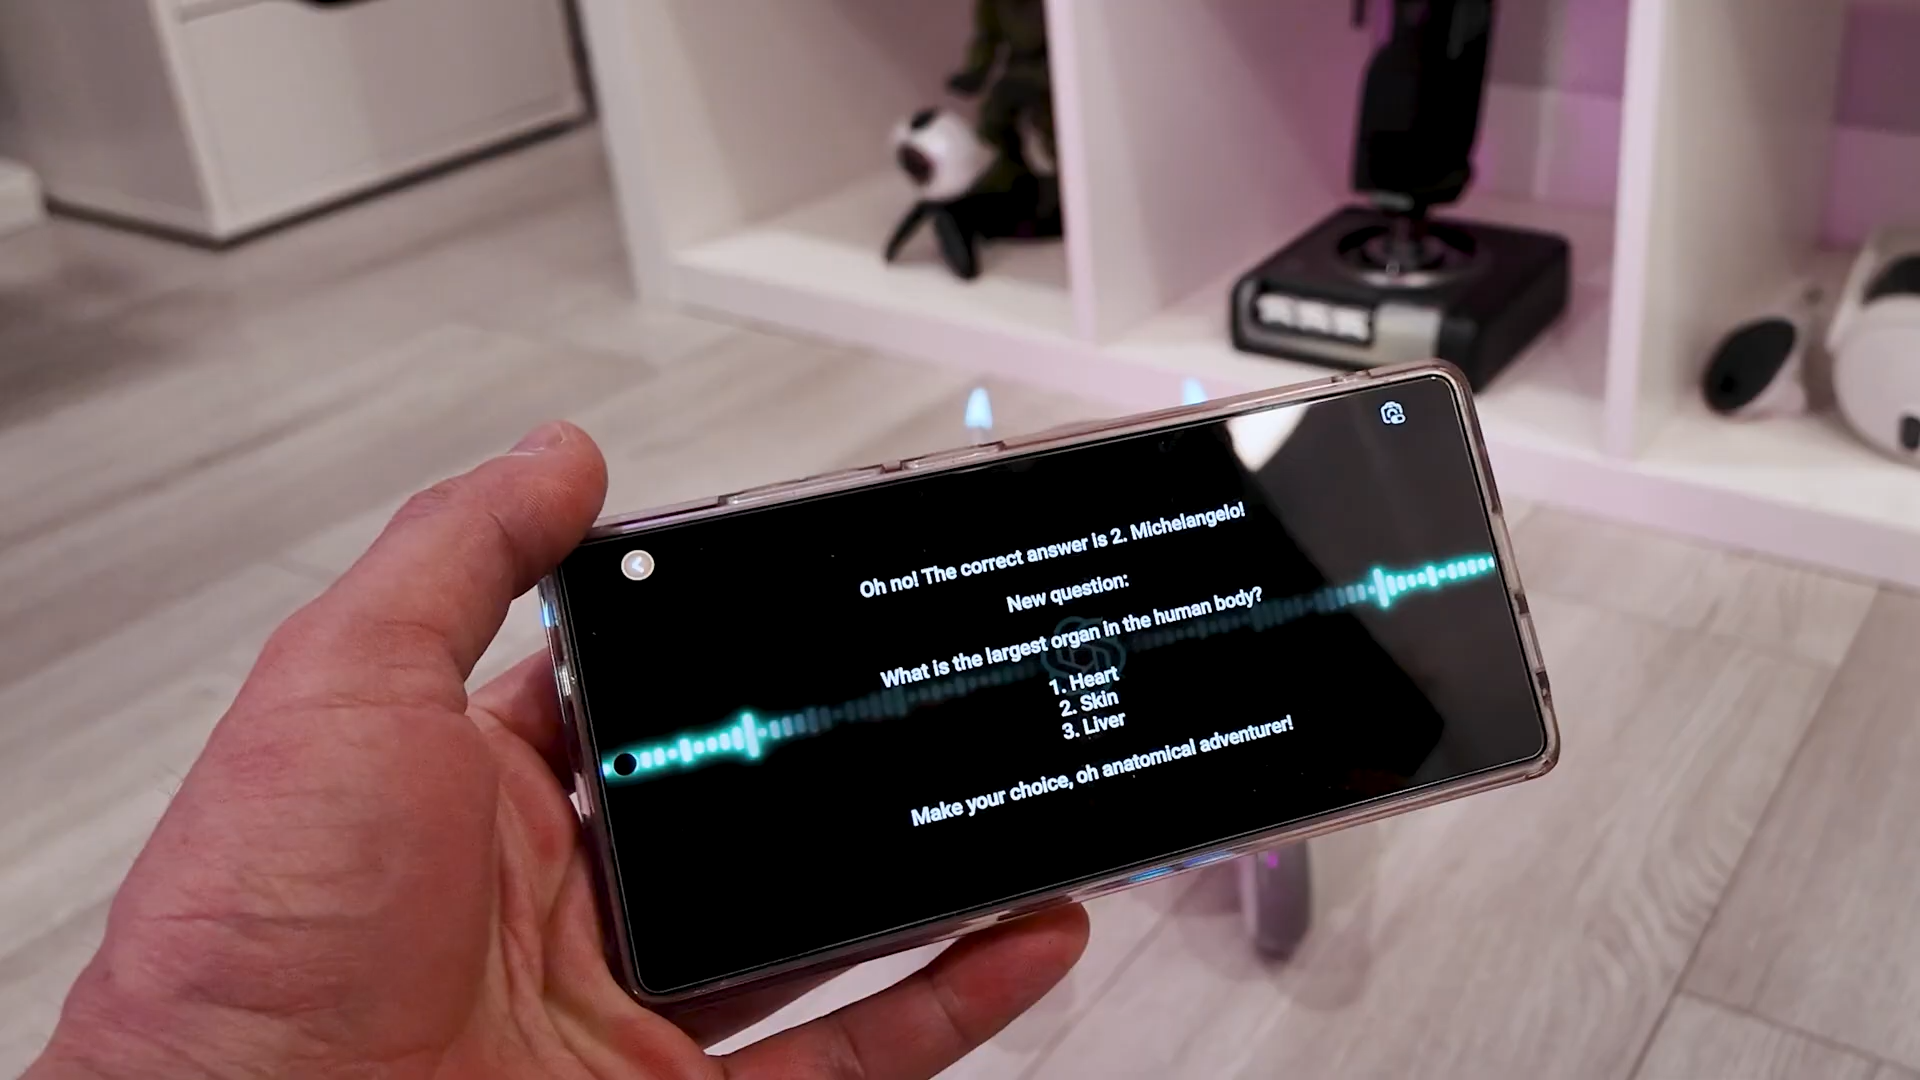 Oh no! The correct answer is 2. Michelangelo!
New question:
What is the largest organ in the human body?
1. Heart
2. Skin
3. Liver
Make your choice, oh anatomical adventurer!